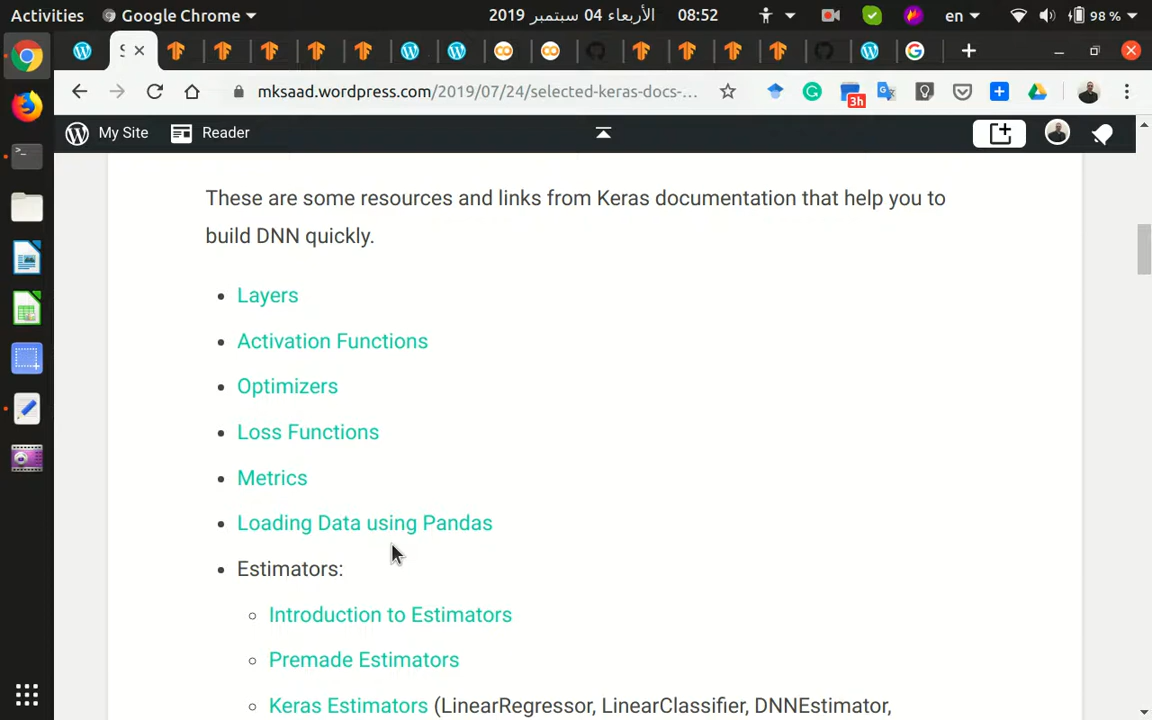 Activities Google Chrome 2019 الأربعاء 04 سبتمبر 08:52 en 98 %
S
mksaad.wordpress.com/2019/07/24/selected-keras-docs-... 3h
My Site Reader
These are some resources and links from Keras documentation that help you to
build DNN quickly.
Layers
Activation Functions
Optimizers
Loss Functions
Metrics
Loading Data using Pandas
Estimators:
Introduction to Estimators
Premade Estimators
Keras Estimators (LinearRegressor, LinearClassifier, DNNEstimator,